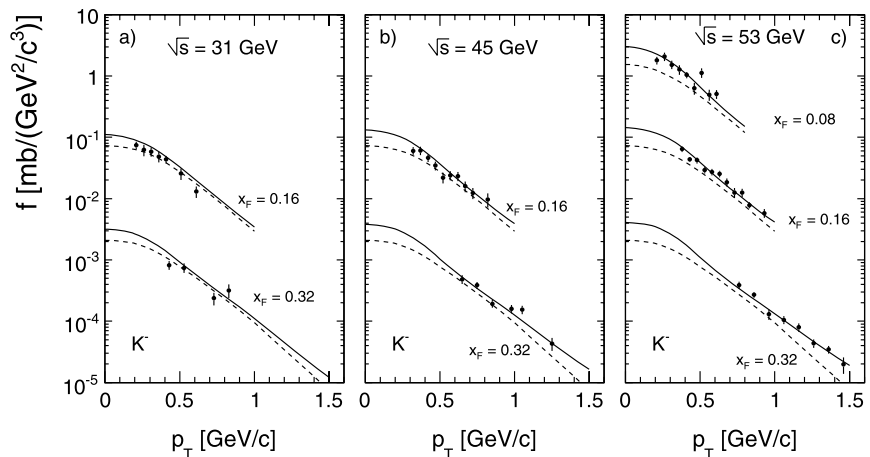 f [mb/(GeV²/c³)]
10
1
10⁻¹
10⁻²
10⁻³
10⁻⁴
10⁻⁵
a)
√s = 31 GeV
x_F = 0.16
x_F = 0.32
K⁻
0
0.5
1
1.5
p_T [GeV/c]
b)
√s = 45 GeV
x_F = 0.16
x_F = 0.32
K⁻
0
0.5
1
1.5
p_T [GeV/c]
√s = 53 GeV
c)
x_F = 0.08
x_F = 0.16
x_F = 0.32
K⁻
0
0.5
1
1.5
p_T [GeV/c]